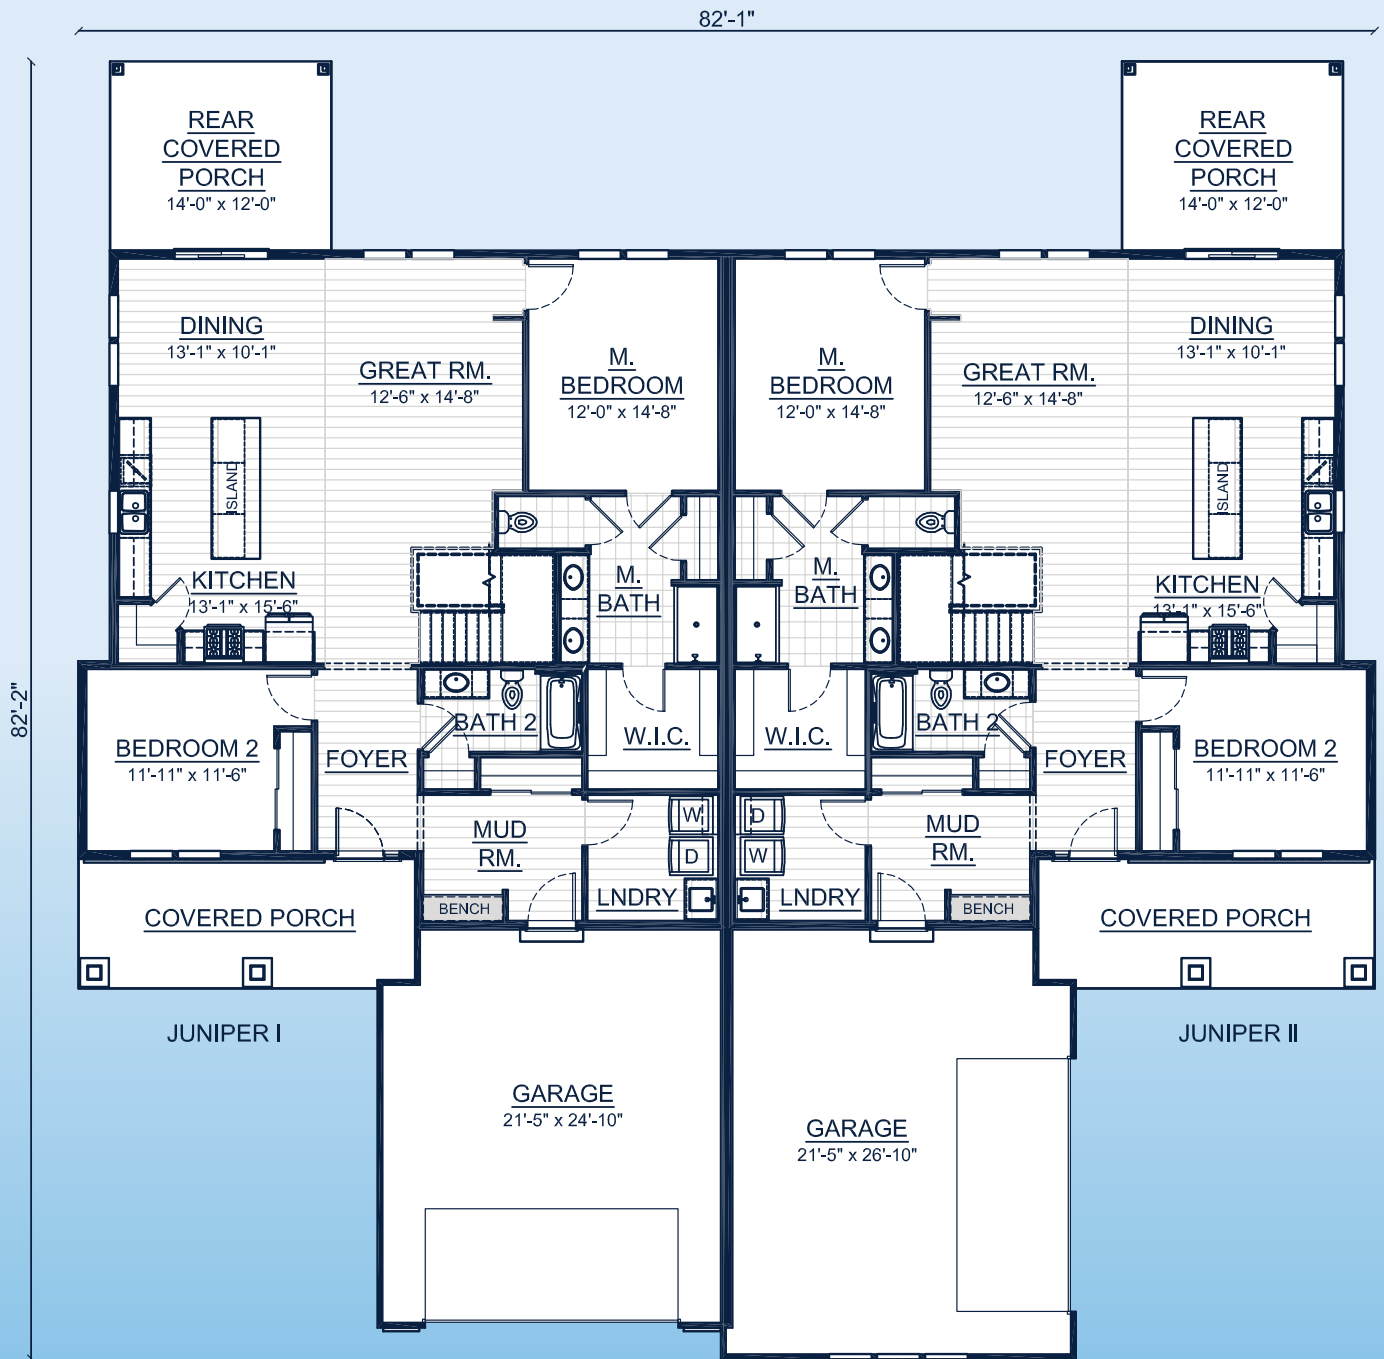 82'-1"
REAR
COVERED
PORCH
14'-0" x 12'-0"
REAR
COVERED
PORCH
14'-0" x 12'-0"
DINING
13'-1" x 10'-1"
GREAT RM.
12'-6" x 14'-8"
M.
BEDROOM
12'-0" x 14'-8"
M.
BEDROOM
12'-0" x 14'-8"
GREAT RM.
12'-6" x 14'-8"
DINING
13'-1" x 10'-1"
ISLAND
ISLAND
KITCHEN
13'-1" x 15'-6"
M.
BATH
M.
BATH
KITCHEN
13'-1" x 15'-6"
82'-2"
BEDROOM 2
11'-11" x 11'-6"
FOYER
BATH 2
W.I.C.
W.I.C.
BATH 2
FOYER
BEDROOM 2
11'-11" x 11'-6"
MUD
RM.
W
D
LNDRY
BENCH
D
W
LNDRY
MUD
RM.
BENCH
COVERED PORCH
COVERED PORCH
JUNIPER I
JUNIPER II
GARAGE
21'-5" x 24'-10"
GARAGE
21'-5" x 26'-10"